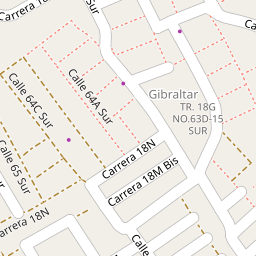 Carrera 18
Sur
Gibraltar
TR. 18G
NO.63D-15
SUR
Calle 64A Sur
Calle 64C Sur
Calle 65 Sur
Carrera 18N
Carrera 18M Bis
Carrera 18N
Calle